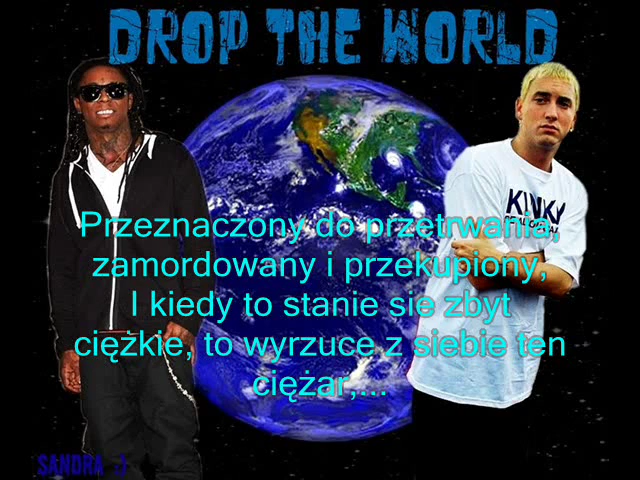 DROP THE WORLD
KINKY
Przeznaczony do przetrwania,
zamordowany i przekupiony,
I kiedy to stanie sie zbyt
ciężkie, to wyrzuce z siebie ten
ciężar,...
SANDRA :)